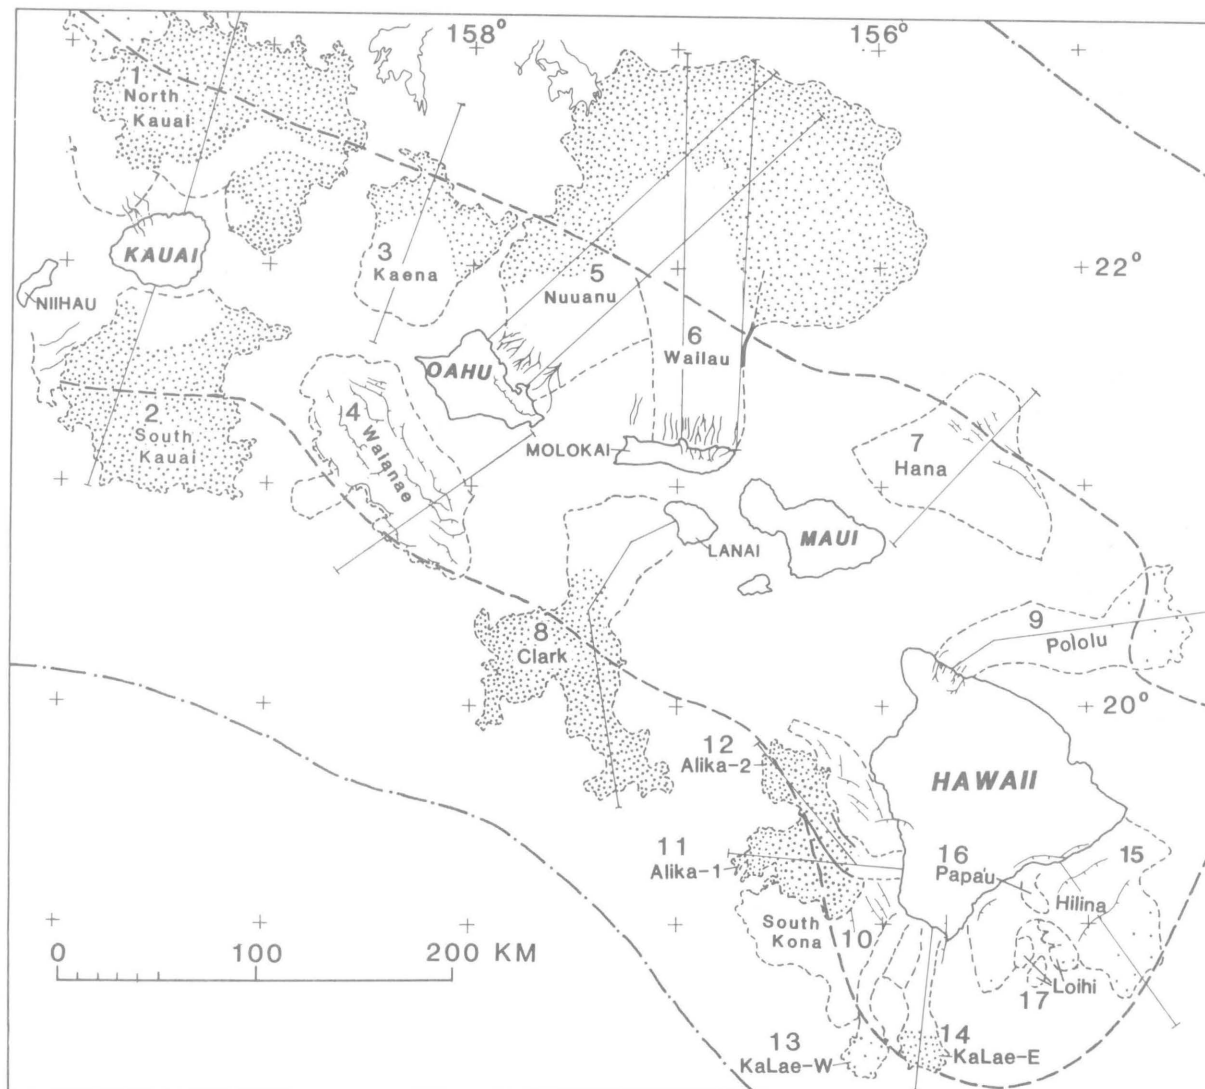 158°
156°
1
North
Kauai
KAUAI
NIIHAU
3
Kaena
5
Nuuanu
22°
6
Wailau
OAHU
2
South
Kauai
4
Waianae
MOLOKAI
7
Hana
LANAI
MAUI
8
Clark
9
Pololu
20°
12
Alika-2
HAWAII
11
Alika-1
16
Papa'u
15
Hilina
South
Kona
10
0 100 200 KM
17
Loihi
13
KaLae-W
14
KaLae-E